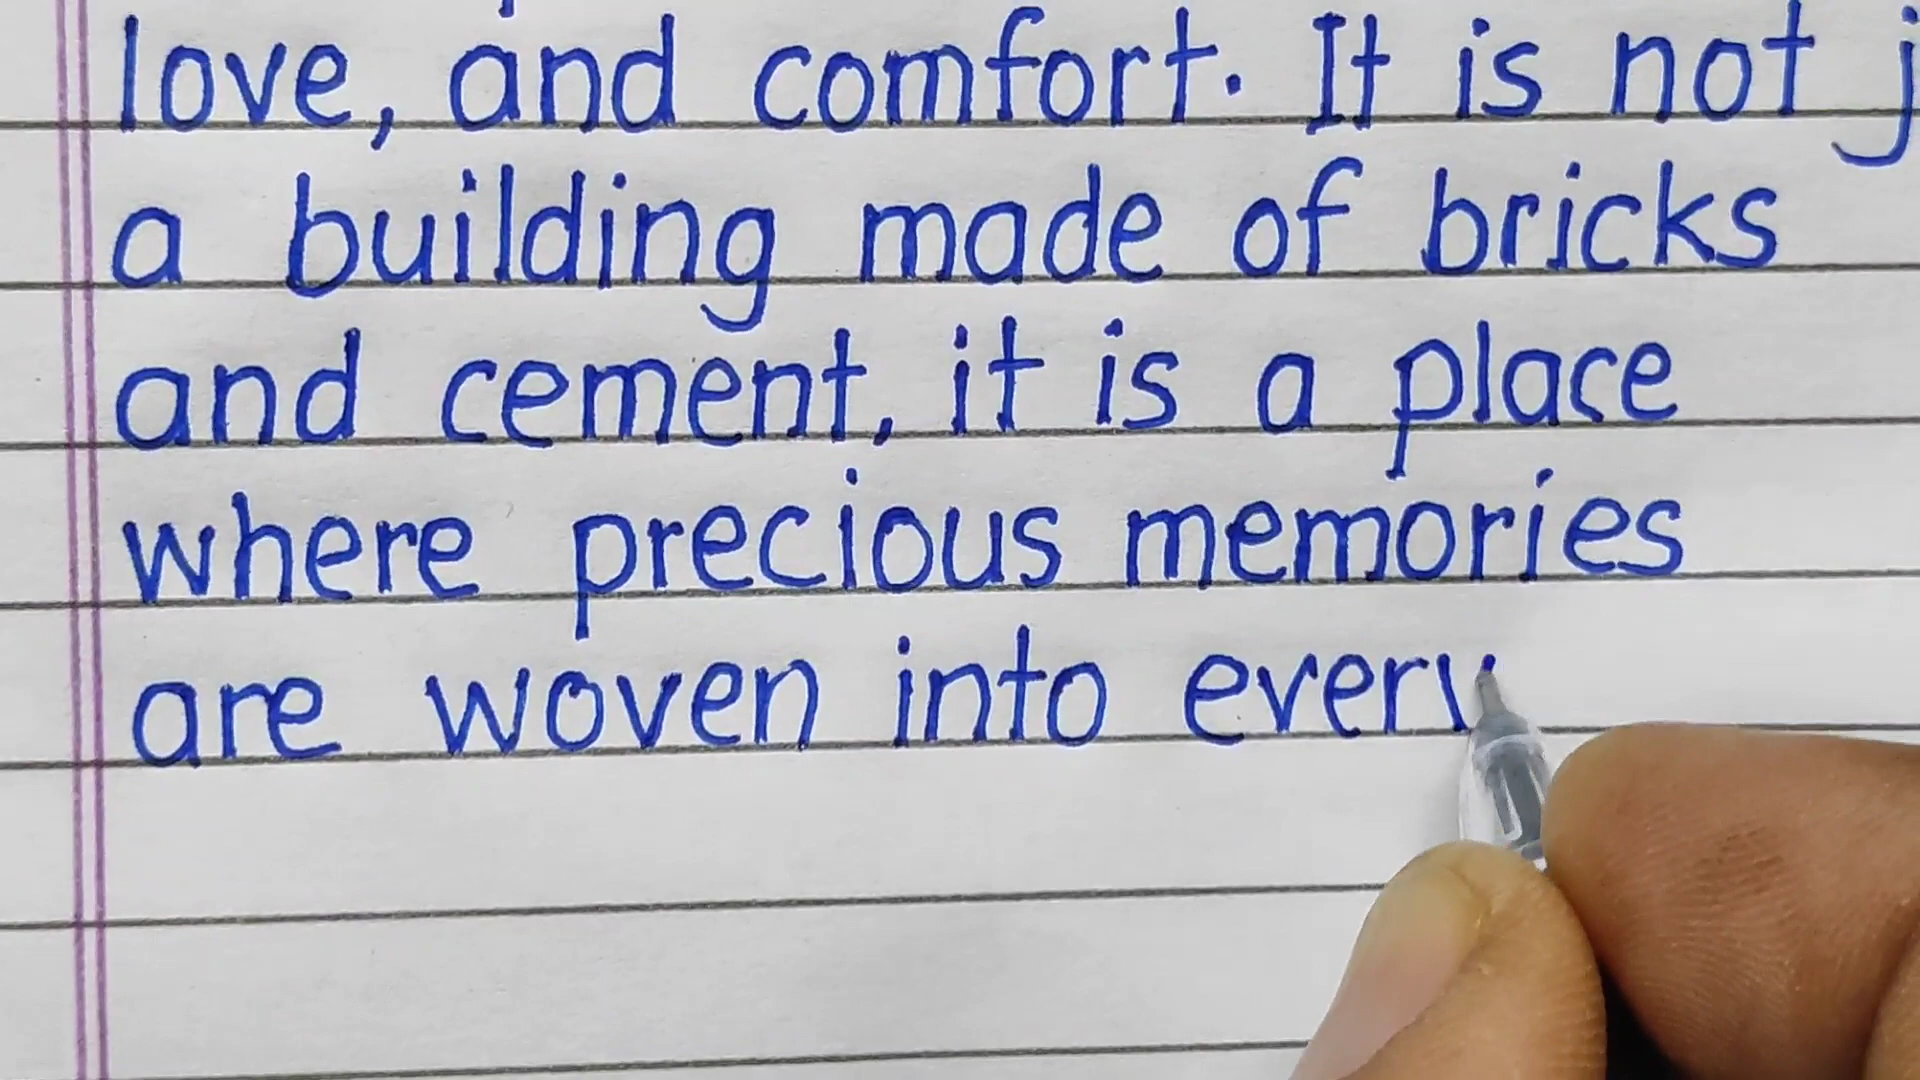 love, and comfort. It is not j
a building made of bricks
and cement, it is a place
where precious memories
are woven into every